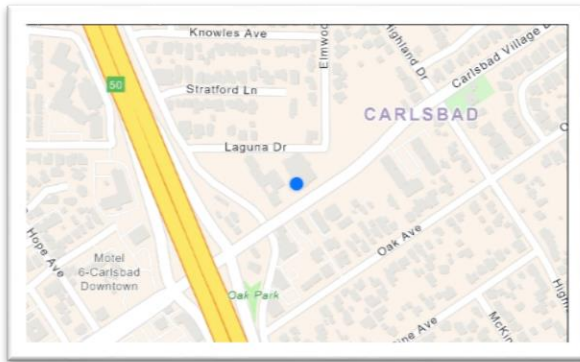 Knowles Ave
Elmwoo
Highland Dr
Carlsbad Village
50
Stratford Ln
CARLSBAD
Laguna Dr
Hope Ave
Motel
6-Carlsbad
Downtown
Oak Ave
Oak Park
McKin
ine Ave
High